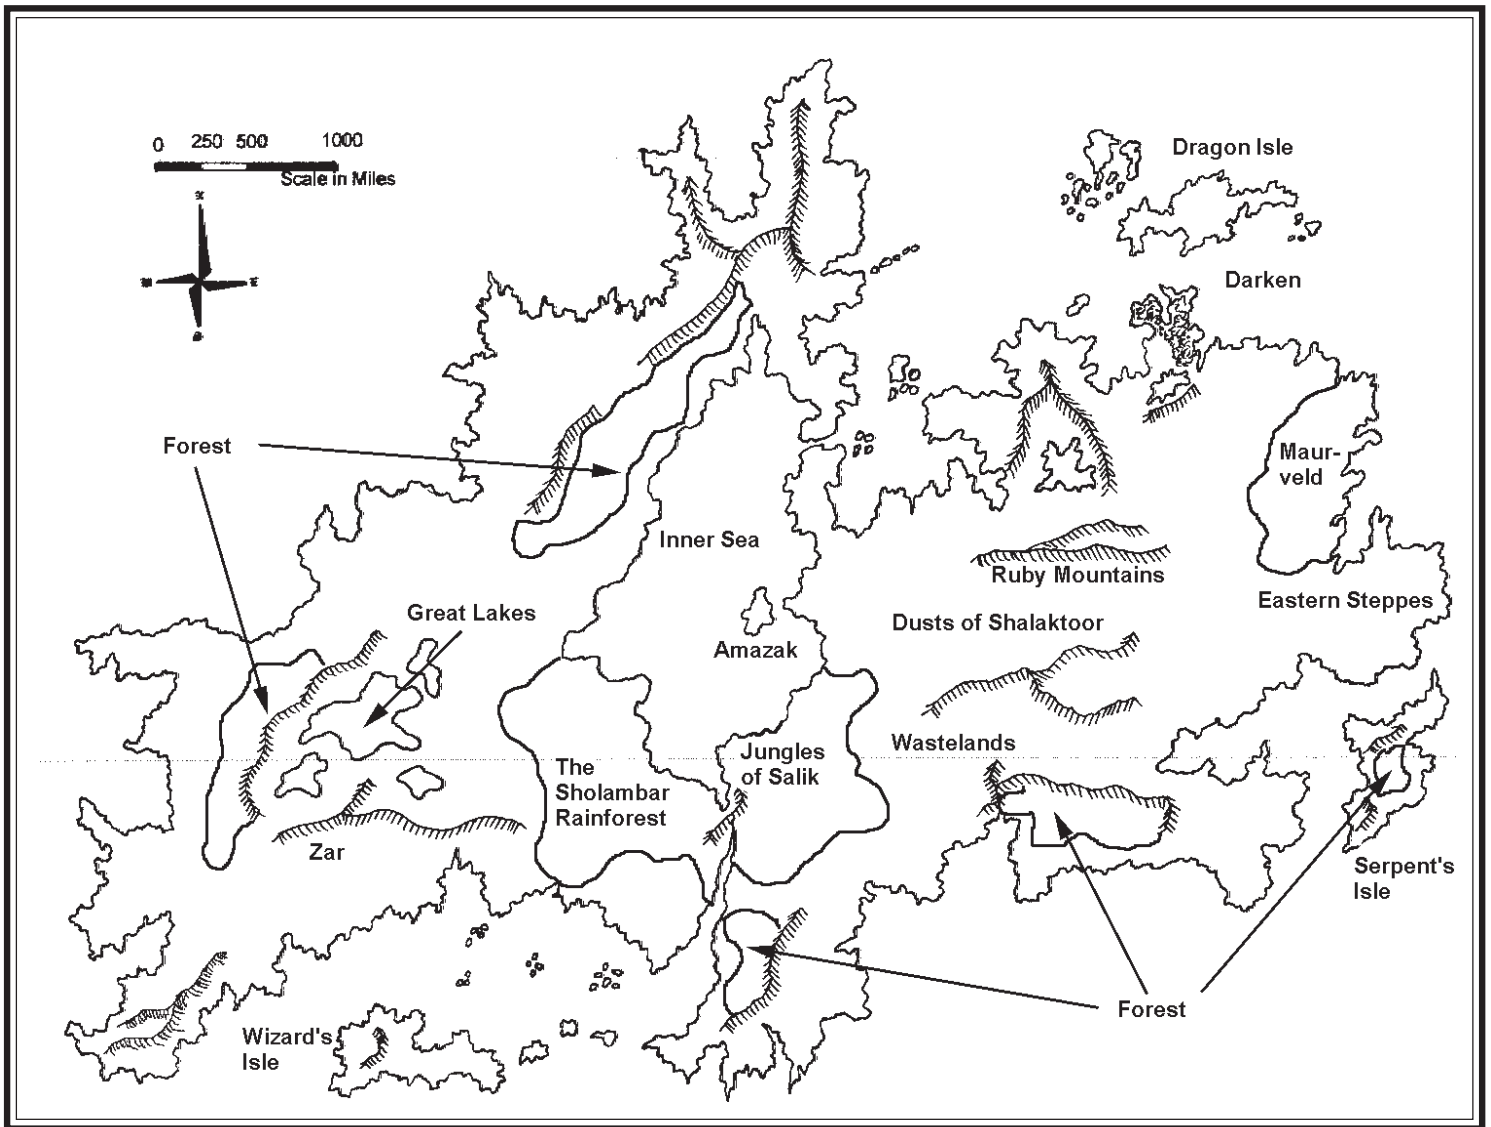 0 250 500 1000
Scale in Miles
Dragon Isle
Darken
Forest
Maur-
veld
Inner Sea
Ruby Mountains
Eastern Steppes
Great Lakes
Dusts of Shalaktoor
Amazak
Wastelands
Jungles
of Salik
The
Sholambar
Rainforest
Zar
Serpent's
Isle
Forest
Wizard's
Isle